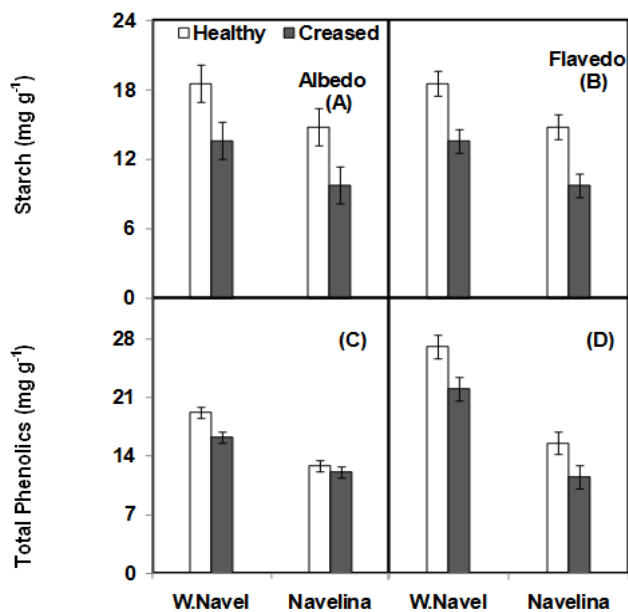 24
Healthy Creased
Albedo
(A)
Flavedo
(B)
18
12
6
0
Starch (mg g-1)
28
(C)
(D)
21
14
7
0
Total Phenolics (mg g-1)
W.Navel Navelina W.Navel Navelina